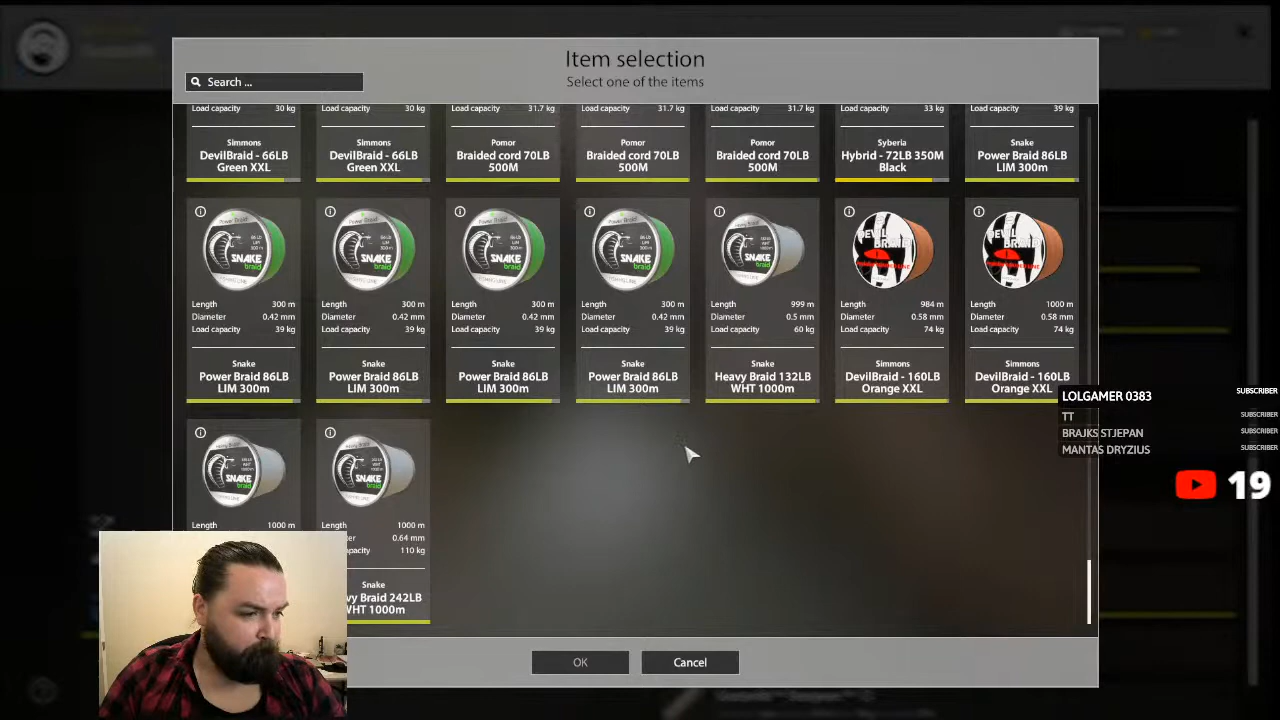 Item selection
Search ...
Select one of the items
Load capacity 30 kg
Load capacity 30 kg
Load capacity 31.7 kg
Load capacity 31.7 kg
Load capacity 31.7 kg
Load capacity 33 kg
Load capacity 39 kg
Simmons
DevilBraid - 66LB
Green XXL
Simmons
DevilBraid - 66LB
Green XXL
Pomor
Braided cord 70LB
500M
Pomor
Braided cord 70LB
500M
Pomor
Braided cord 70LB
500M
Syberia
Hybrid - 72LB 350M
Black
Snake
Power Braid 86LB
LIM 300m
Length 300 m
Diameter 0.42 mm
Load capacity 39 kg
Snake
Power Braid 86LB
LIM 300m
Length 300 m
Diameter 0.42 mm
Load capacity 39 kg
Snake
Power Braid 86LB
LIM 300m
Length 300 m
Diameter 0.42 mm
Load capacity 39 kg
Snake
Power Braid 86LB
LIM 300m
Length 300 m
Diameter 0.42 mm
Load capacity 39 kg
Snake
Power Braid 86LB
LIM 300m
Length 999 m
Diameter 0.5 mm
Load capacity 60 kg
Snake
Heavy Braid 132LB
WHT 1000m
Length 984 m
Diameter 0.58 mm
Load capacity 74 kg
Simmons
DevilBraid - 160LB
Orange XXL
Length 1000 m
Diameter 0.58 mm
Load capacity 74 kg
Simmons
DevilBraid - 160LB
Orange XXL
LOLGAMER 0383 SUBSCRIBER
TT SUBSCRIBER
BRAJKS STJEPAN SUBSCRIBER
MANTAS DRYZIUS SUBSCRIBER
19
Length 1000 m
Length 1000 m
0.64 mm
110 kg
Snake
Braid 242LB
WHT 1000m
OK
Cancel